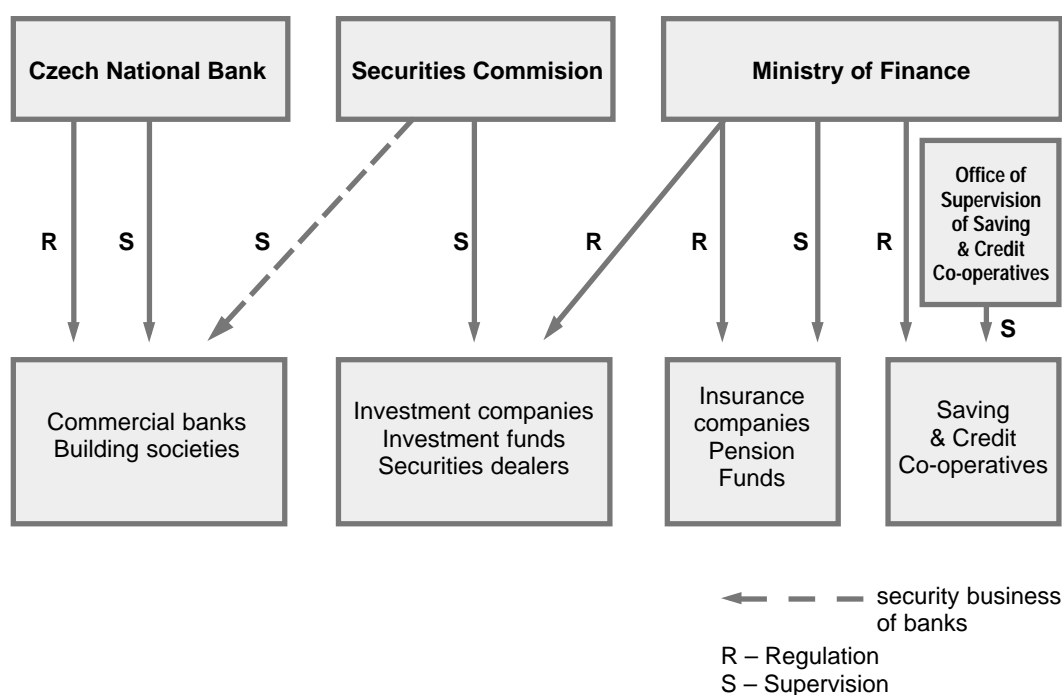 Czech National Bank
Securities Commision
Ministry of Finance
Office of
Supervision
of Saving
& Credit
Co-operatives
R
S
S
S
R
R
S
R
S
Commercial banks
Building societies
Investment companies
Investment funds
Securities dealers
Insurance
companies
Pension
Funds
Saving
& Credit
Co-operatives
security business
of banks
R – Regulation
S – Supervision